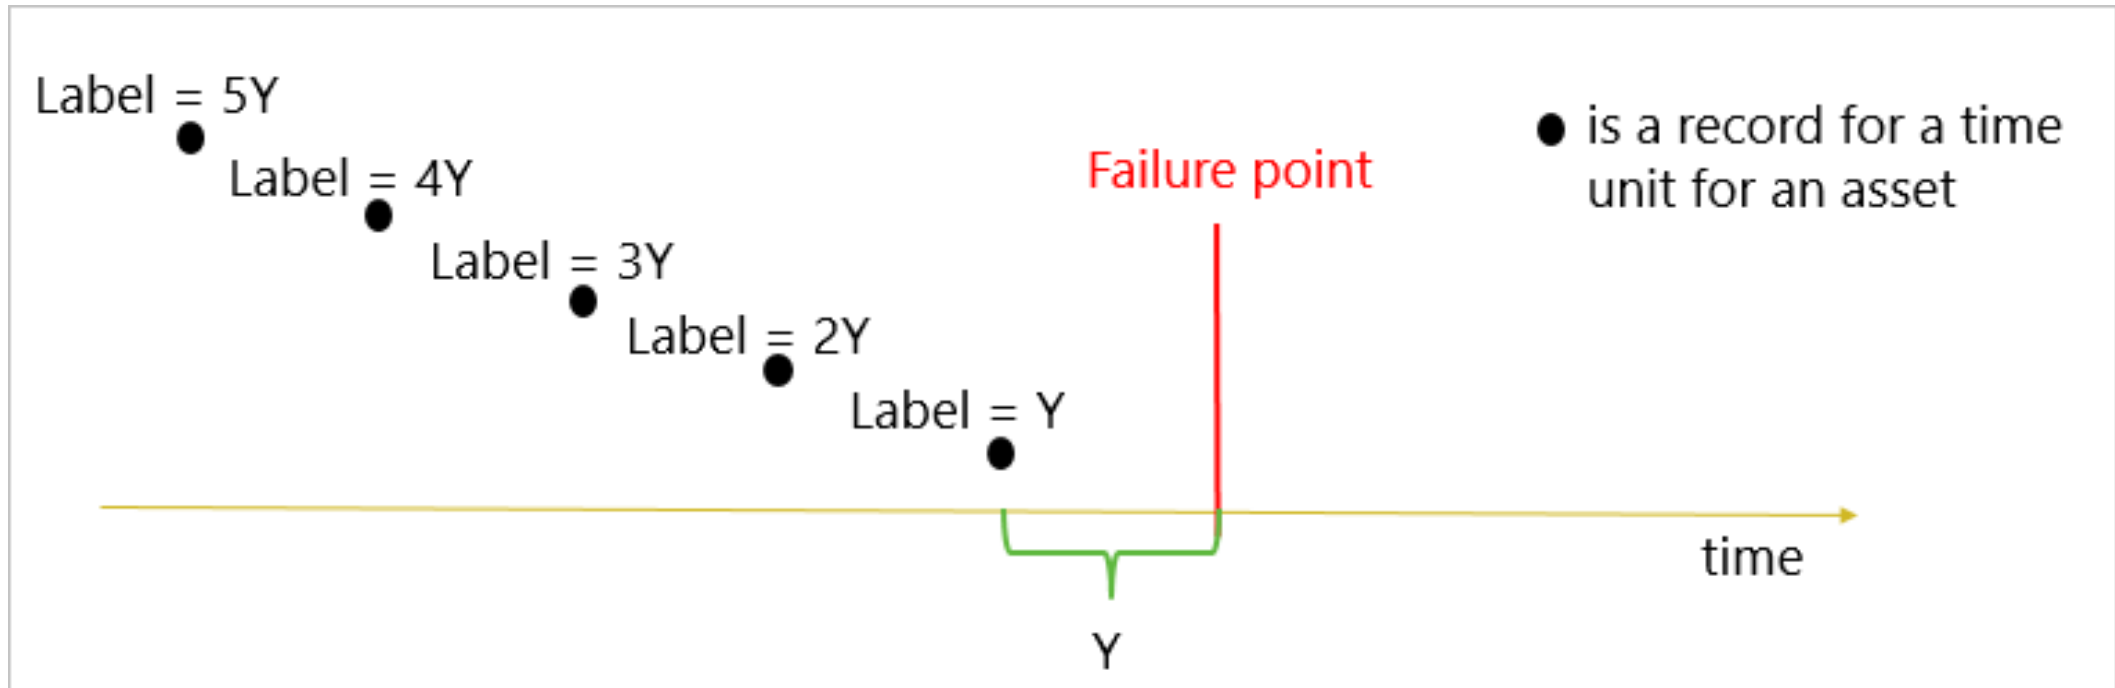 Label = 5Y
Label = 4Y
Label = 3Y
Label = 2Y
Label = Y
Failure point
is a record for a time
unit for an asset
time
Y